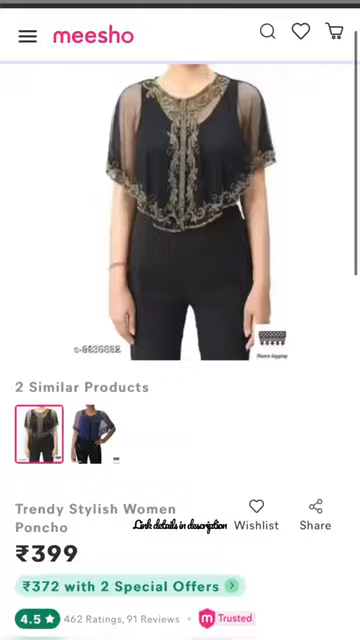 meesho
2 Similar Products
Trendy Stylish Women
Poncho
Link details in description
Wishlist
Share
₹399
₹372 with 2 Special Offers
4.5 ★
462 Ratings, 91 Reviews
m Trusted